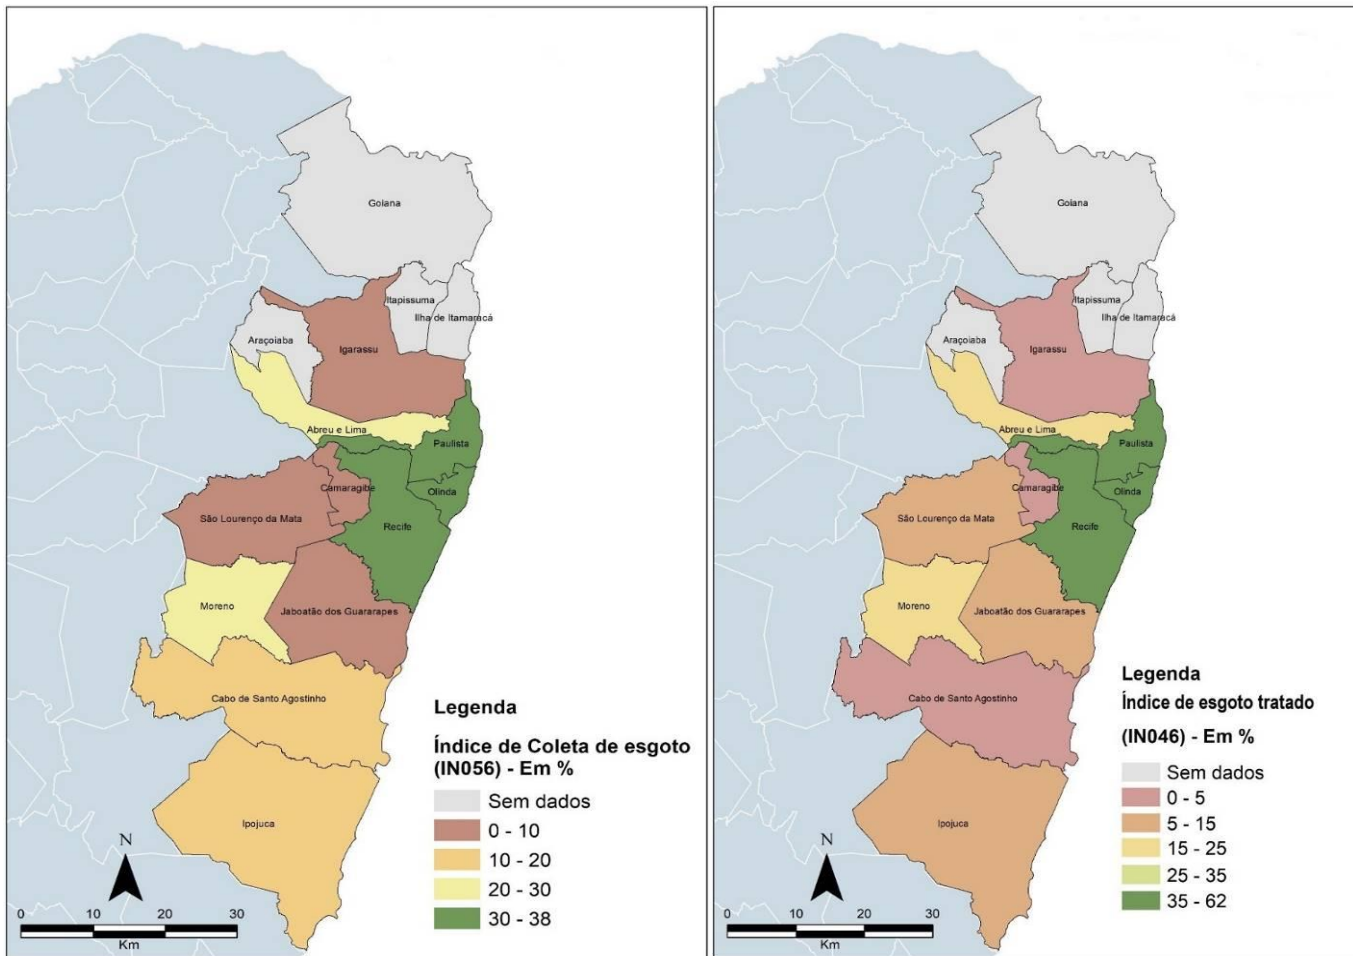 Goiana
Itapissuma
Ilha de Itamaracá
Araçoiaba
Igarassu
Abreu e Lima
Paulista
Camaragibe
Olinda
São Lourenço da Mata
Recife
Moreno
Jaboatão dos Guararapes
Cabo de Santo Agostinho
Ipojuca
Legenda
Índice de Coleta de esgoto
(IN056) - Em %
Sem dados
0 - 10
10 - 20
20 - 30
30 - 38
N
0 10 20 30
Km
Goiana
Itapissuma
Ilha de Itamaracá
Araçoiaba
Igarassu
Abreu e Lima
Paulista
Camaragibe
Olinda
São Lourenço da Mata
Recife
Moreno
Jaboatão dos Guararapes
Cabo de Santo Agostinho
Ipojuca
Legenda
Índice de esgoto tratado
(IN046) - Em %
Sem dados
0 - 5
5 - 15
15 - 25
25 - 35
35 - 62
N
0 10 20 30
Km